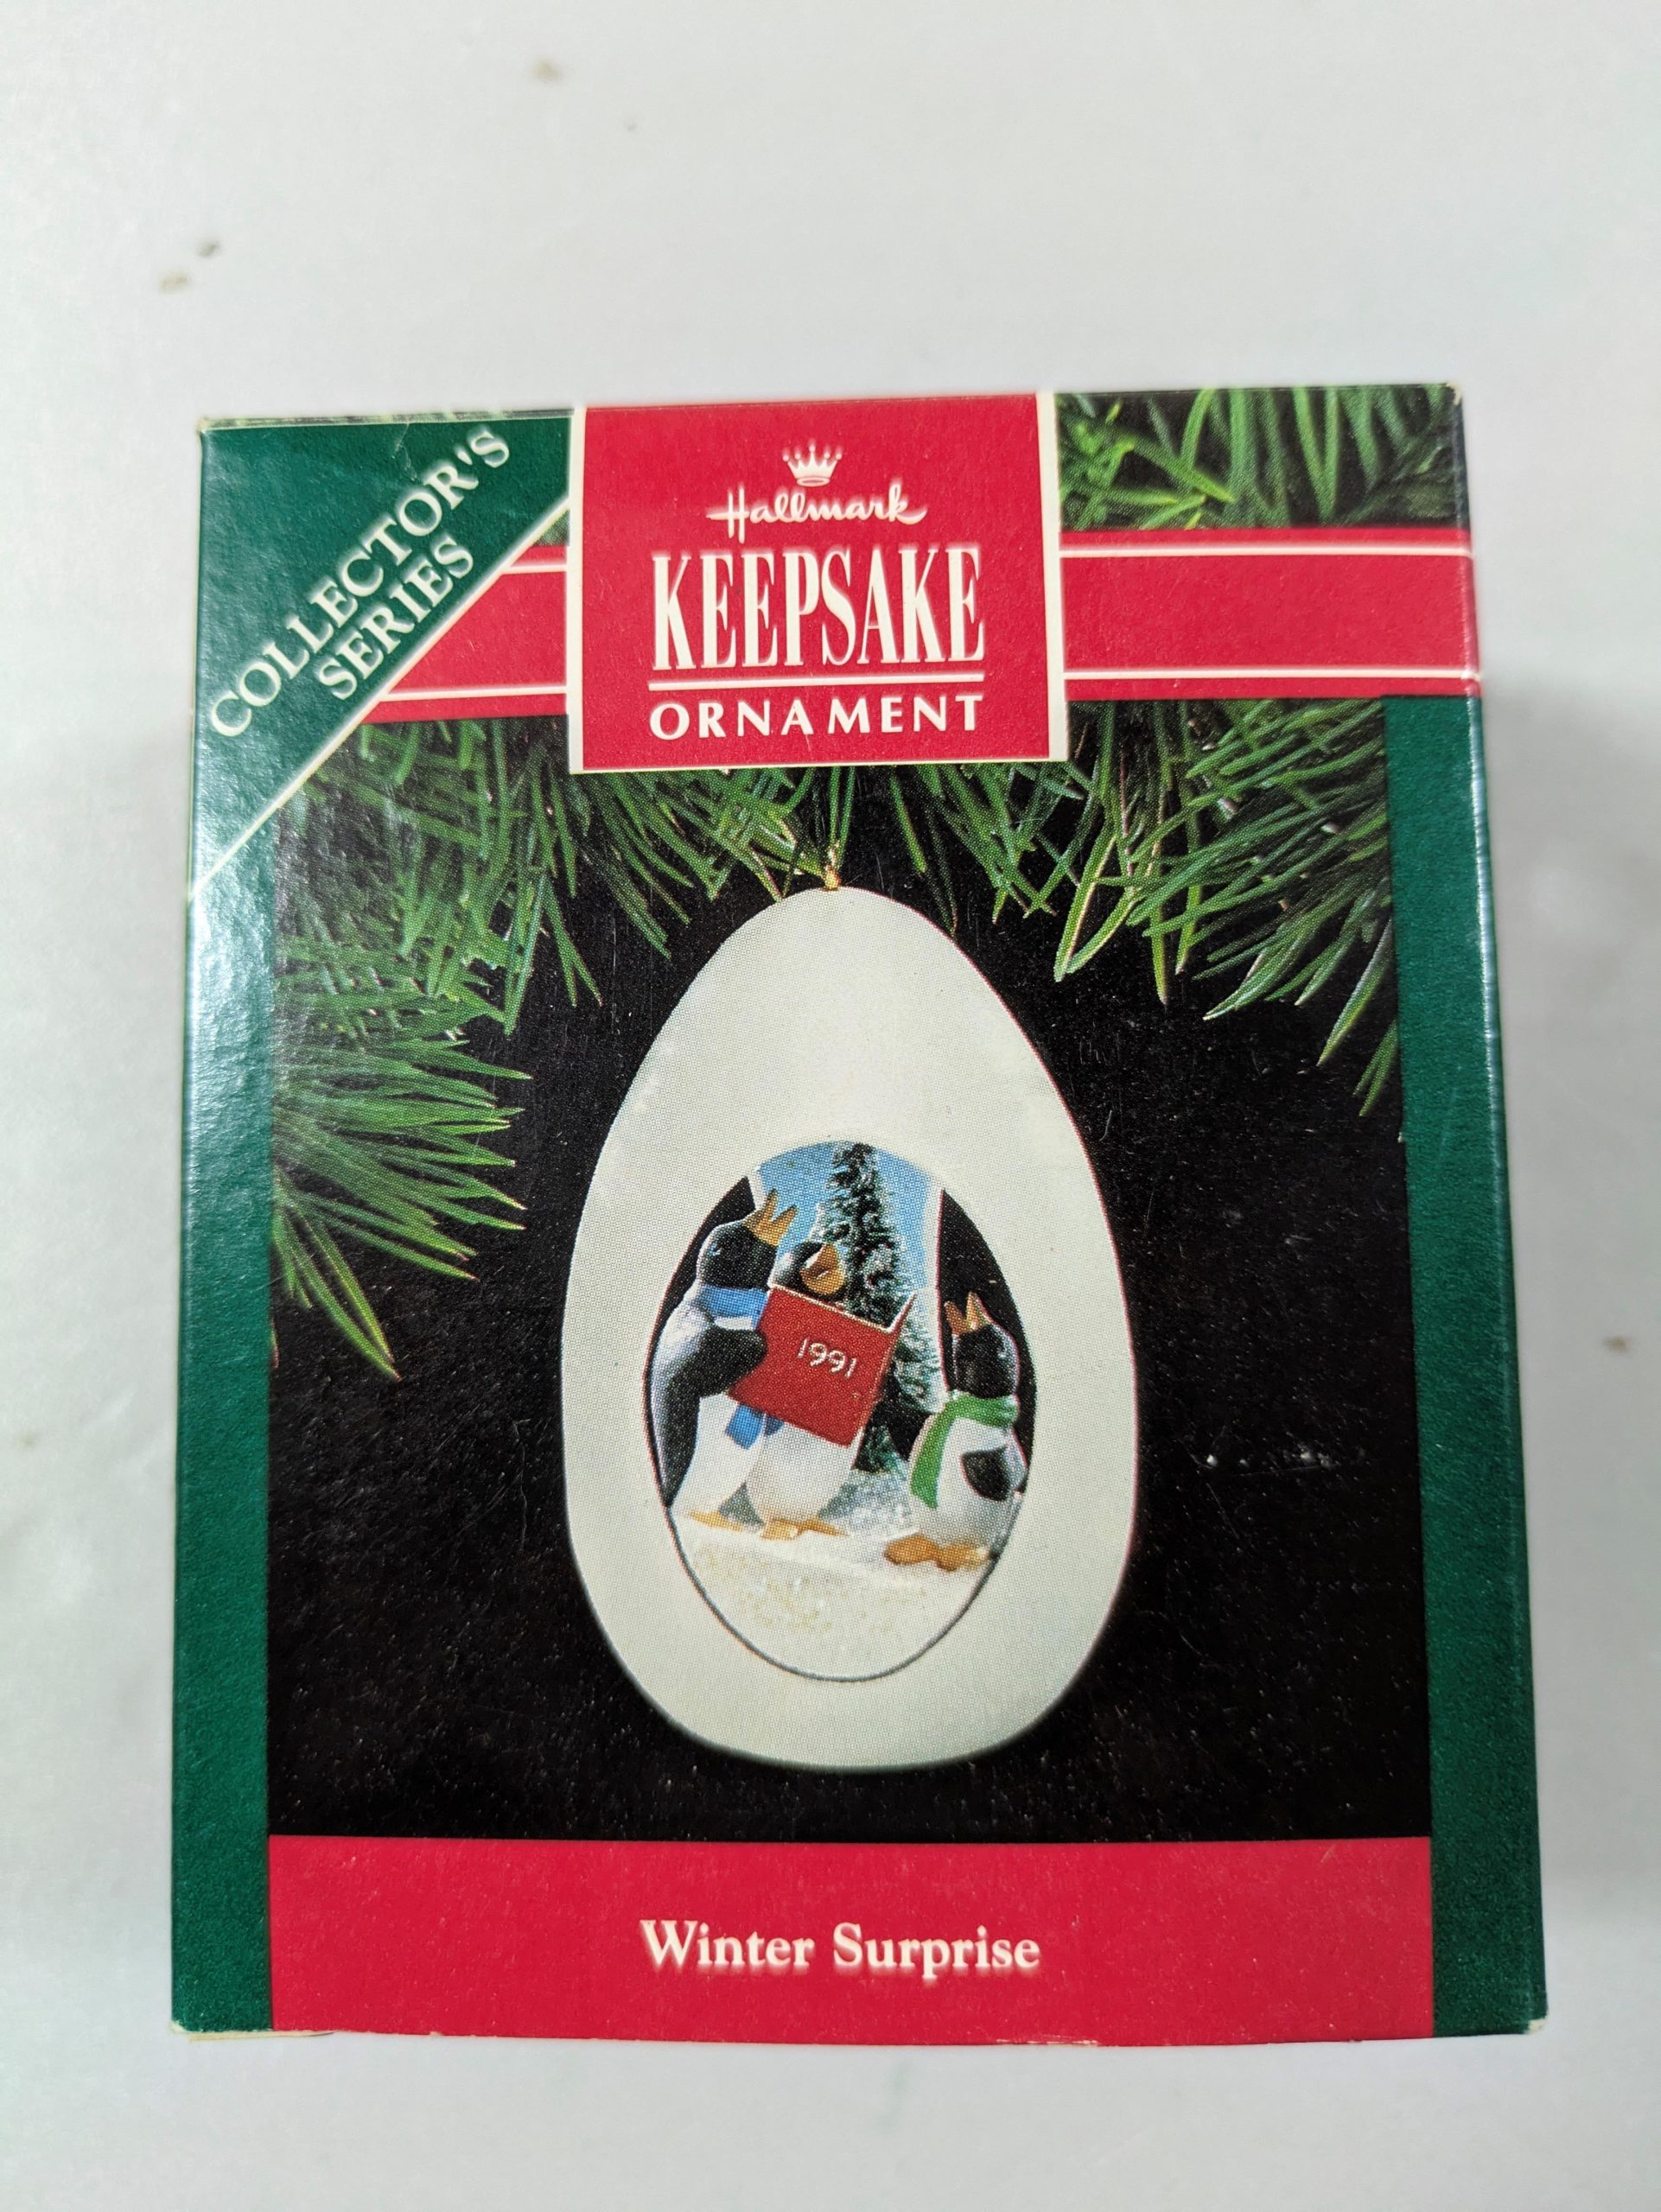 COLLECTOR'S
SERIES
Hallmark
KEEPSAKE
ORNAMENT
1991
Winter Surprise